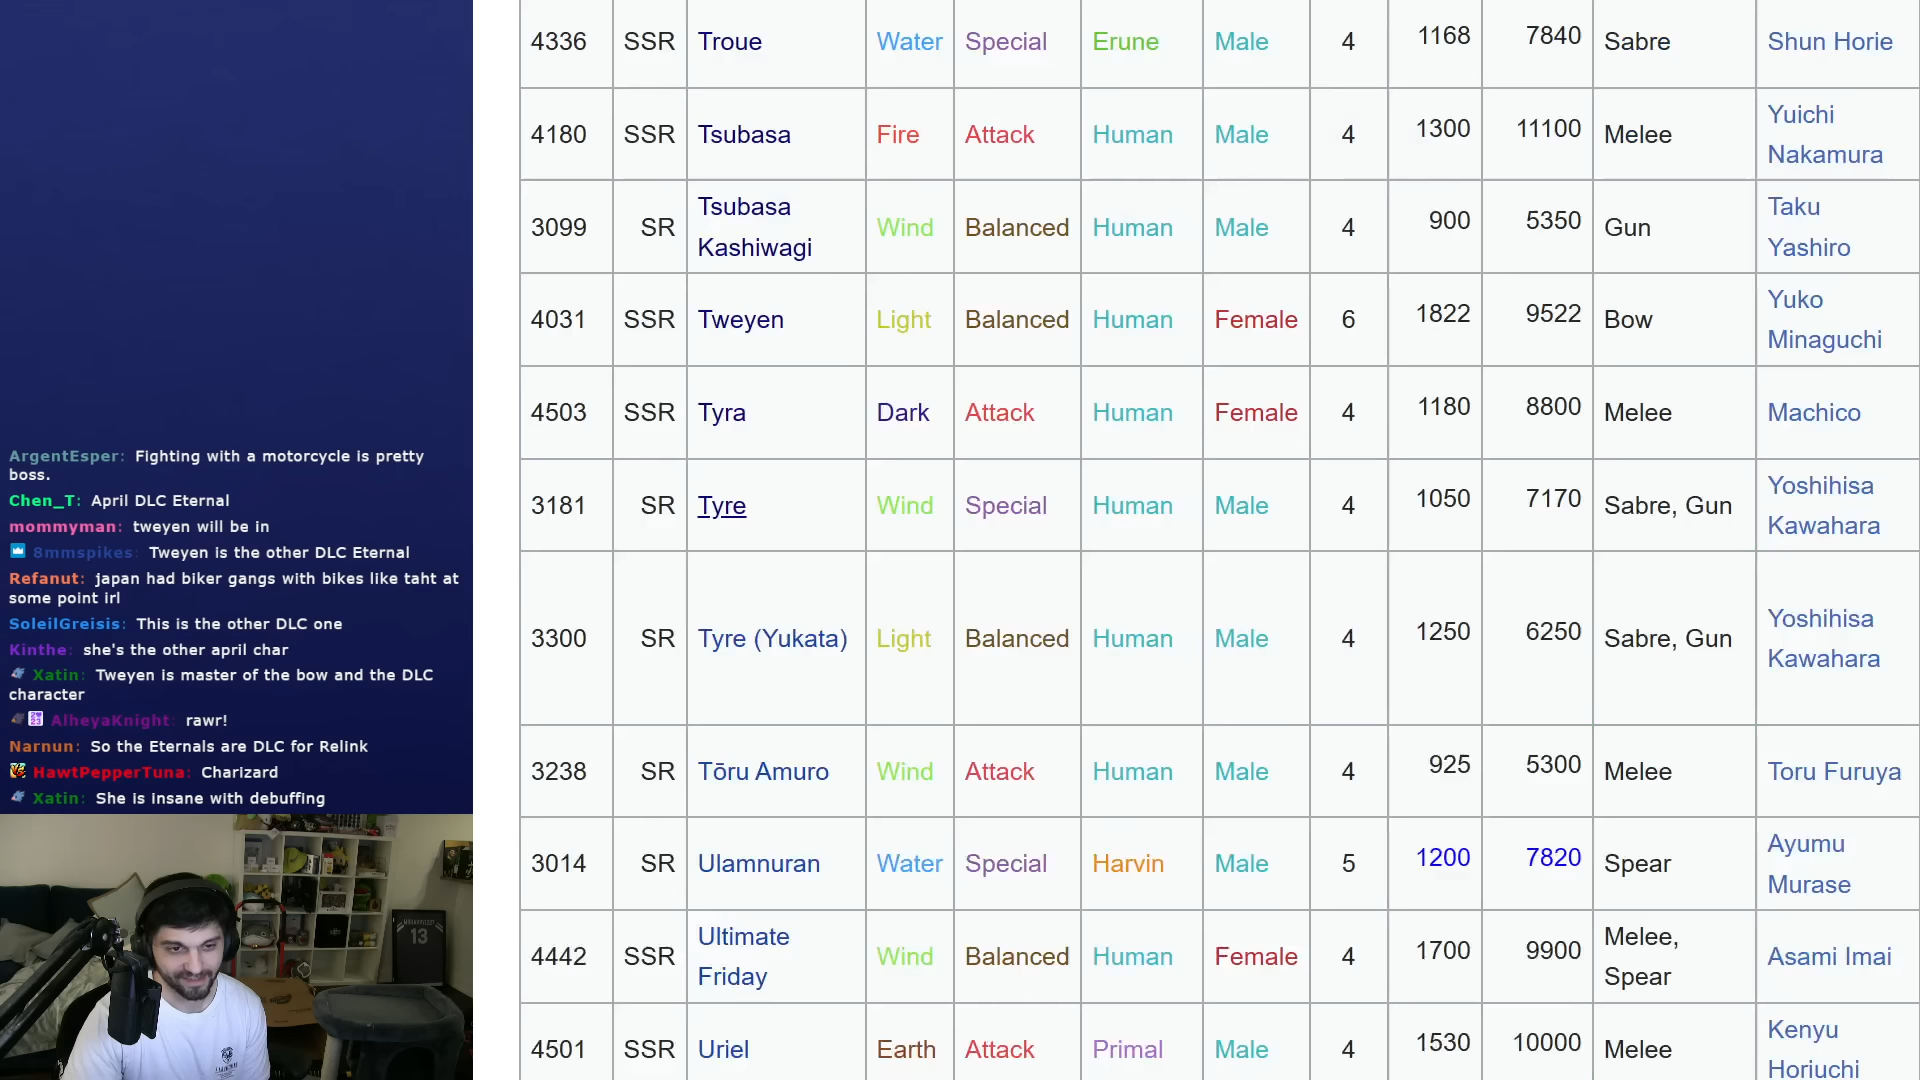 ArgentEsper: Fighting with a motorcycle is pretty
boss.
Chen_T: April DLC Eternal
mommyman: tweyen will be in
8mmspikes: Tweyen is the other DLC Eternal
Refanut: japan had biker gangs with bikes like taht at
some point irl
SoleilGreisis: This is the other DLC one
Kinthe: she's the other april char
Xatin: Tweyen is master of the bow and the DLC
character
AlheyaKnight: rawr!
Narnun: So the Eternals are DLC for Relink
HawtPepperTuna: Charizard
Xatin: She is insane with debuffing
13
4336 SSR Troue Water Special Erune Male 4 1168 7840 Sabre Shun Horie
4180 SSR Tsubasa Fire Attack Human Male 4 1300 11100 Melee Yuichi
Nakamura
3099 SR Tsubasa
Kashiwagi Wind Balanced Human Male 4 900 5350 Gun Taku
Yashiro
4031 SSR Tweyen Light Balanced Human Female 6 1822 9522 Bow Yuko
Minaguchi
4503 SSR Tyra Dark Attack Human Female 4 1180 8800 Melee Machico
3181 SR Tyre Wind Special Human Male 4 1050 7170 Sabre, Gun Yoshihisa
Kawahara
3300 SR Tyre (Yukata) Light Balanced Human Male 4 1250 6250 Sabre, Gun Yoshihisa
Kawahara
3238 SR Tōru Amuro Wind Attack Human Male 4 925 5300 Melee Toru Furuya
3014 SR Ulamnuran Water Special Harvin Male 5 1200 7820 Spear Ayumu
Murase
4442 SSR Ultimate
Friday Wind Balanced Human Female 4 1700 9900 Melee,
Spear Asami Imai
4501 SSR Uriel Earth Attack Primal Male 4 1530 10000 Melee Kenyu
Horiuchi